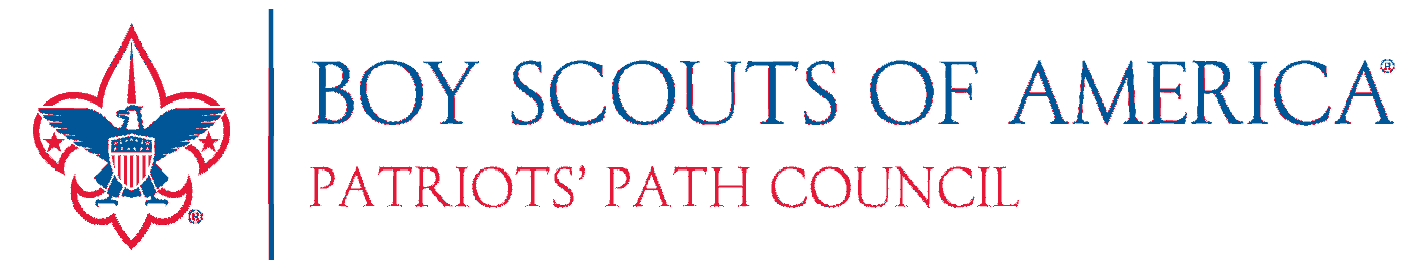 BOY SCOUTS OF AMERICA®
PATRIOTS’ PATH COUNCIL
®